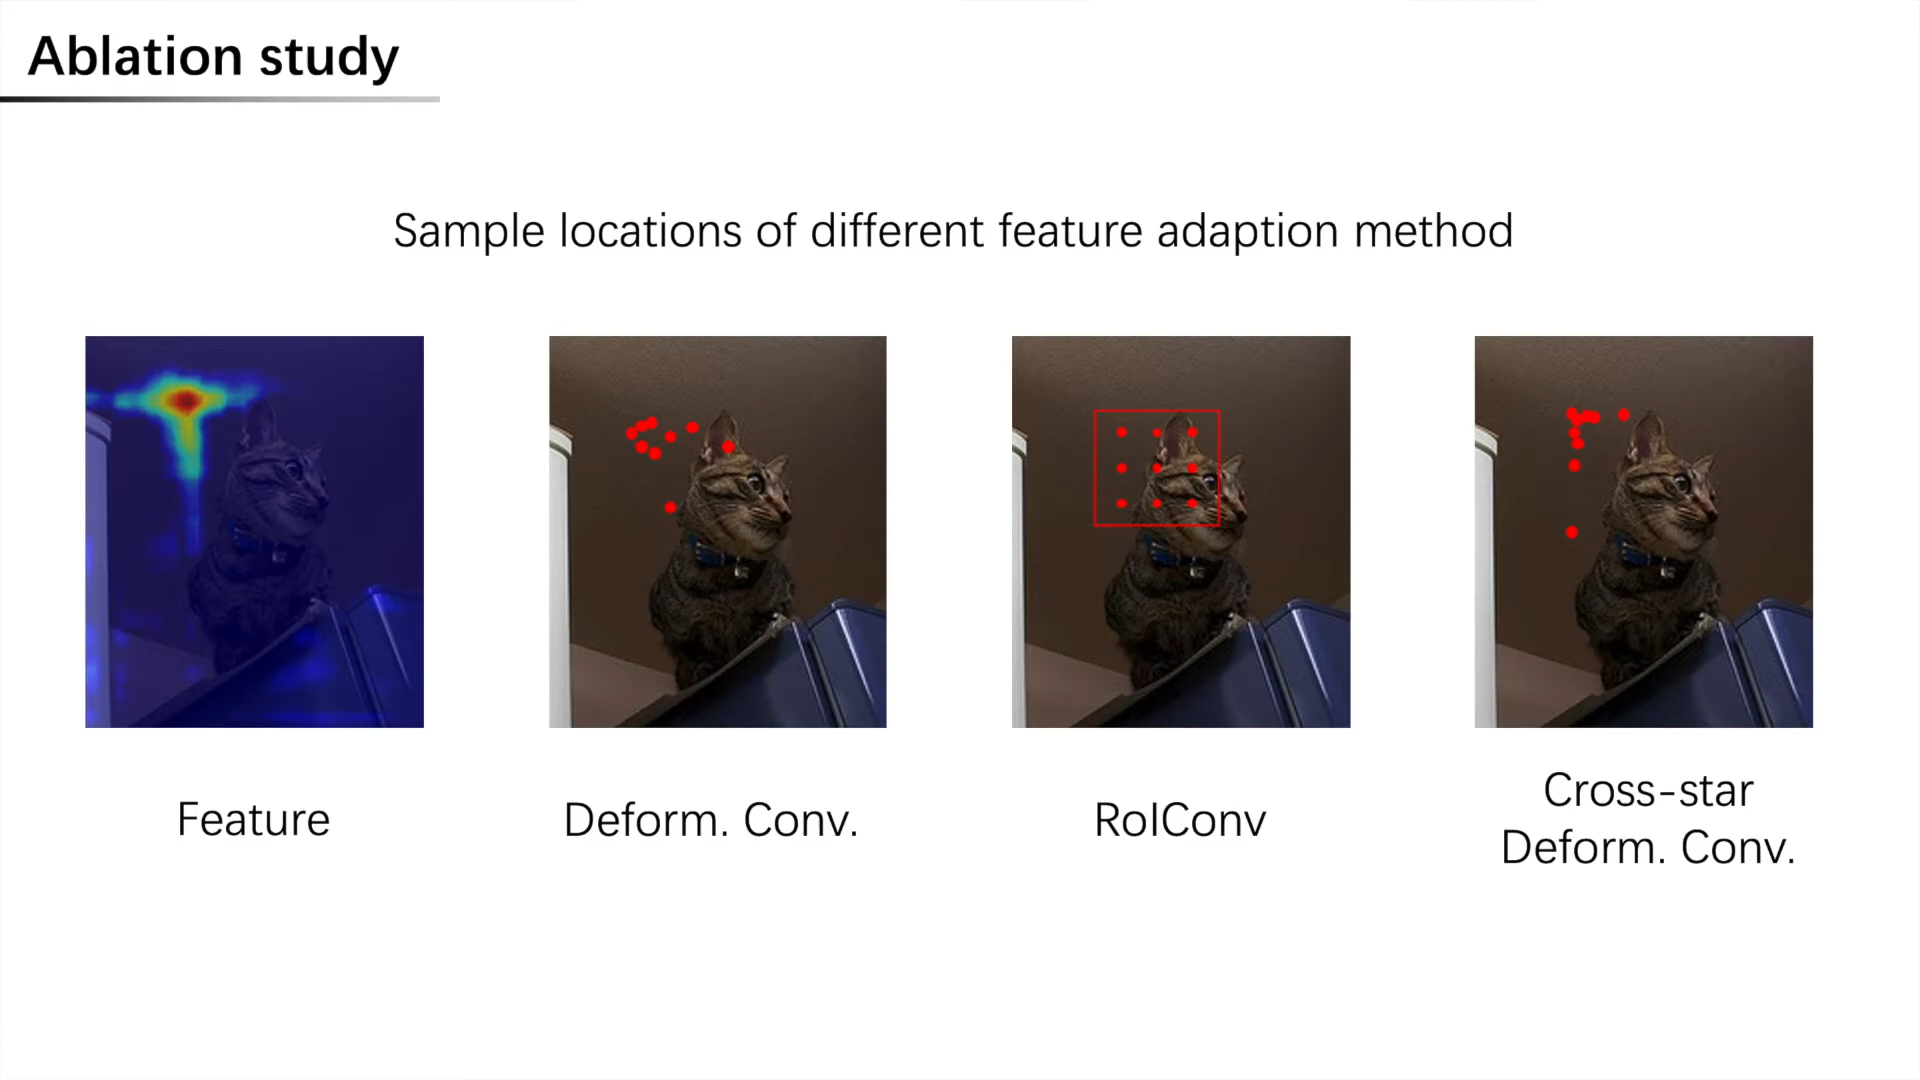 Ablation study
Sample locations of different feature adaption method
Feature
Deform. Conv.
RoIConv
Cross-star
Deform. Conv.